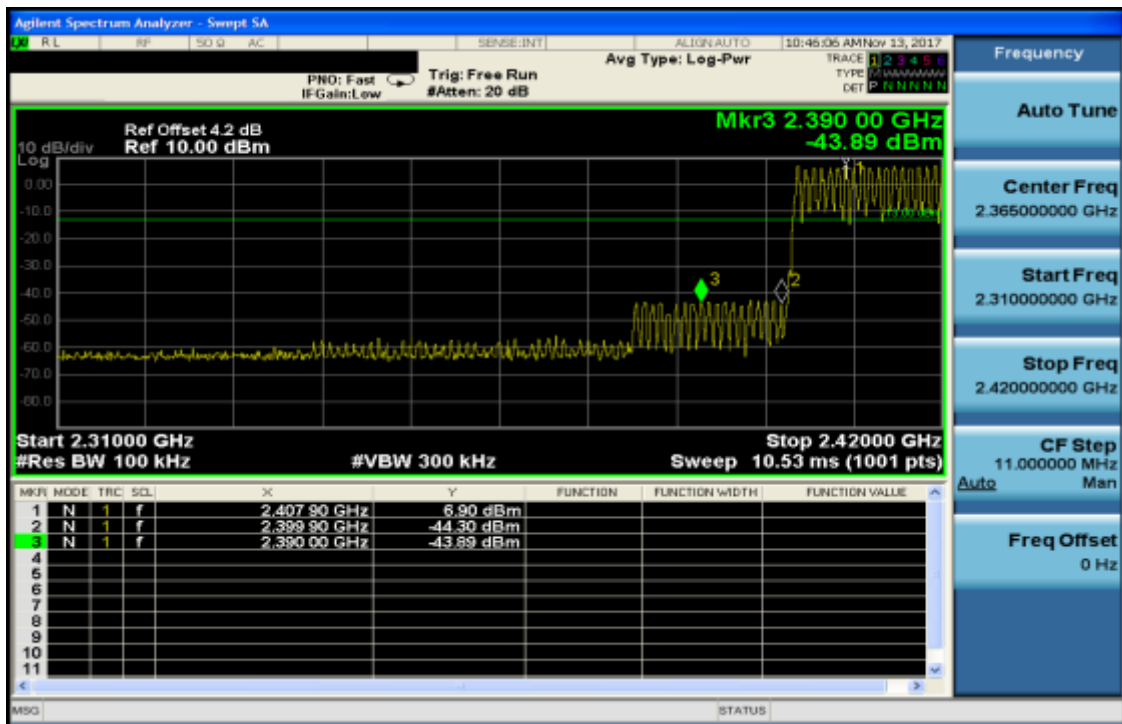 Agilent Spectrum Analyzer - Swept SA
RL RF 50 Ω AC SENSE:INT ALIGNAUTO 10:46:06 AM Nov 13, 2017
Avg Type: Log-Pwr
TRACE 1 2 3 4 5 6
PNO: Fast Trig: Free Run TYPE M WWWWW
IFGain:Low #Atten: 20 dB DET P N N N N N
Frequency
Auto Tune
Center Freq
2.365000000 GHz
Start Freq
2.310000000 GHz
Stop Freq
2.420000000 GHz
CF Step
11.000000 MHz
Auto Man
Freq Offset
0 Hz
Mkr3 2.390 00 GHz
-43.89 dBm
Ref Offset 4.2 dB
10 dB/div Ref 10.00 dBm
Log
0.00
-10.0
-20.0
-30.0
-40.0
-50.0
-60.0
-70.0
-80.0
1
2
3
Start 2.31000 GHz Stop 2.42000 GHz
#Res BW 100 kHz #VBW 300 kHz Sweep 10.53 ms (1001 pts)
MKR MODE TRC SCL X Y FUNCTION FUNCTION WIDTH FUNCTION VALUE
1 N 1 f 2.407 90 GHz 6.90 dBm
2 N 1 f 2.399 90 GHz -44.30 dBm
3 N 1 f 2.390 00 GHz -43.89 dBm
4
5
6
7
8
9
10
11
MSG STATUS